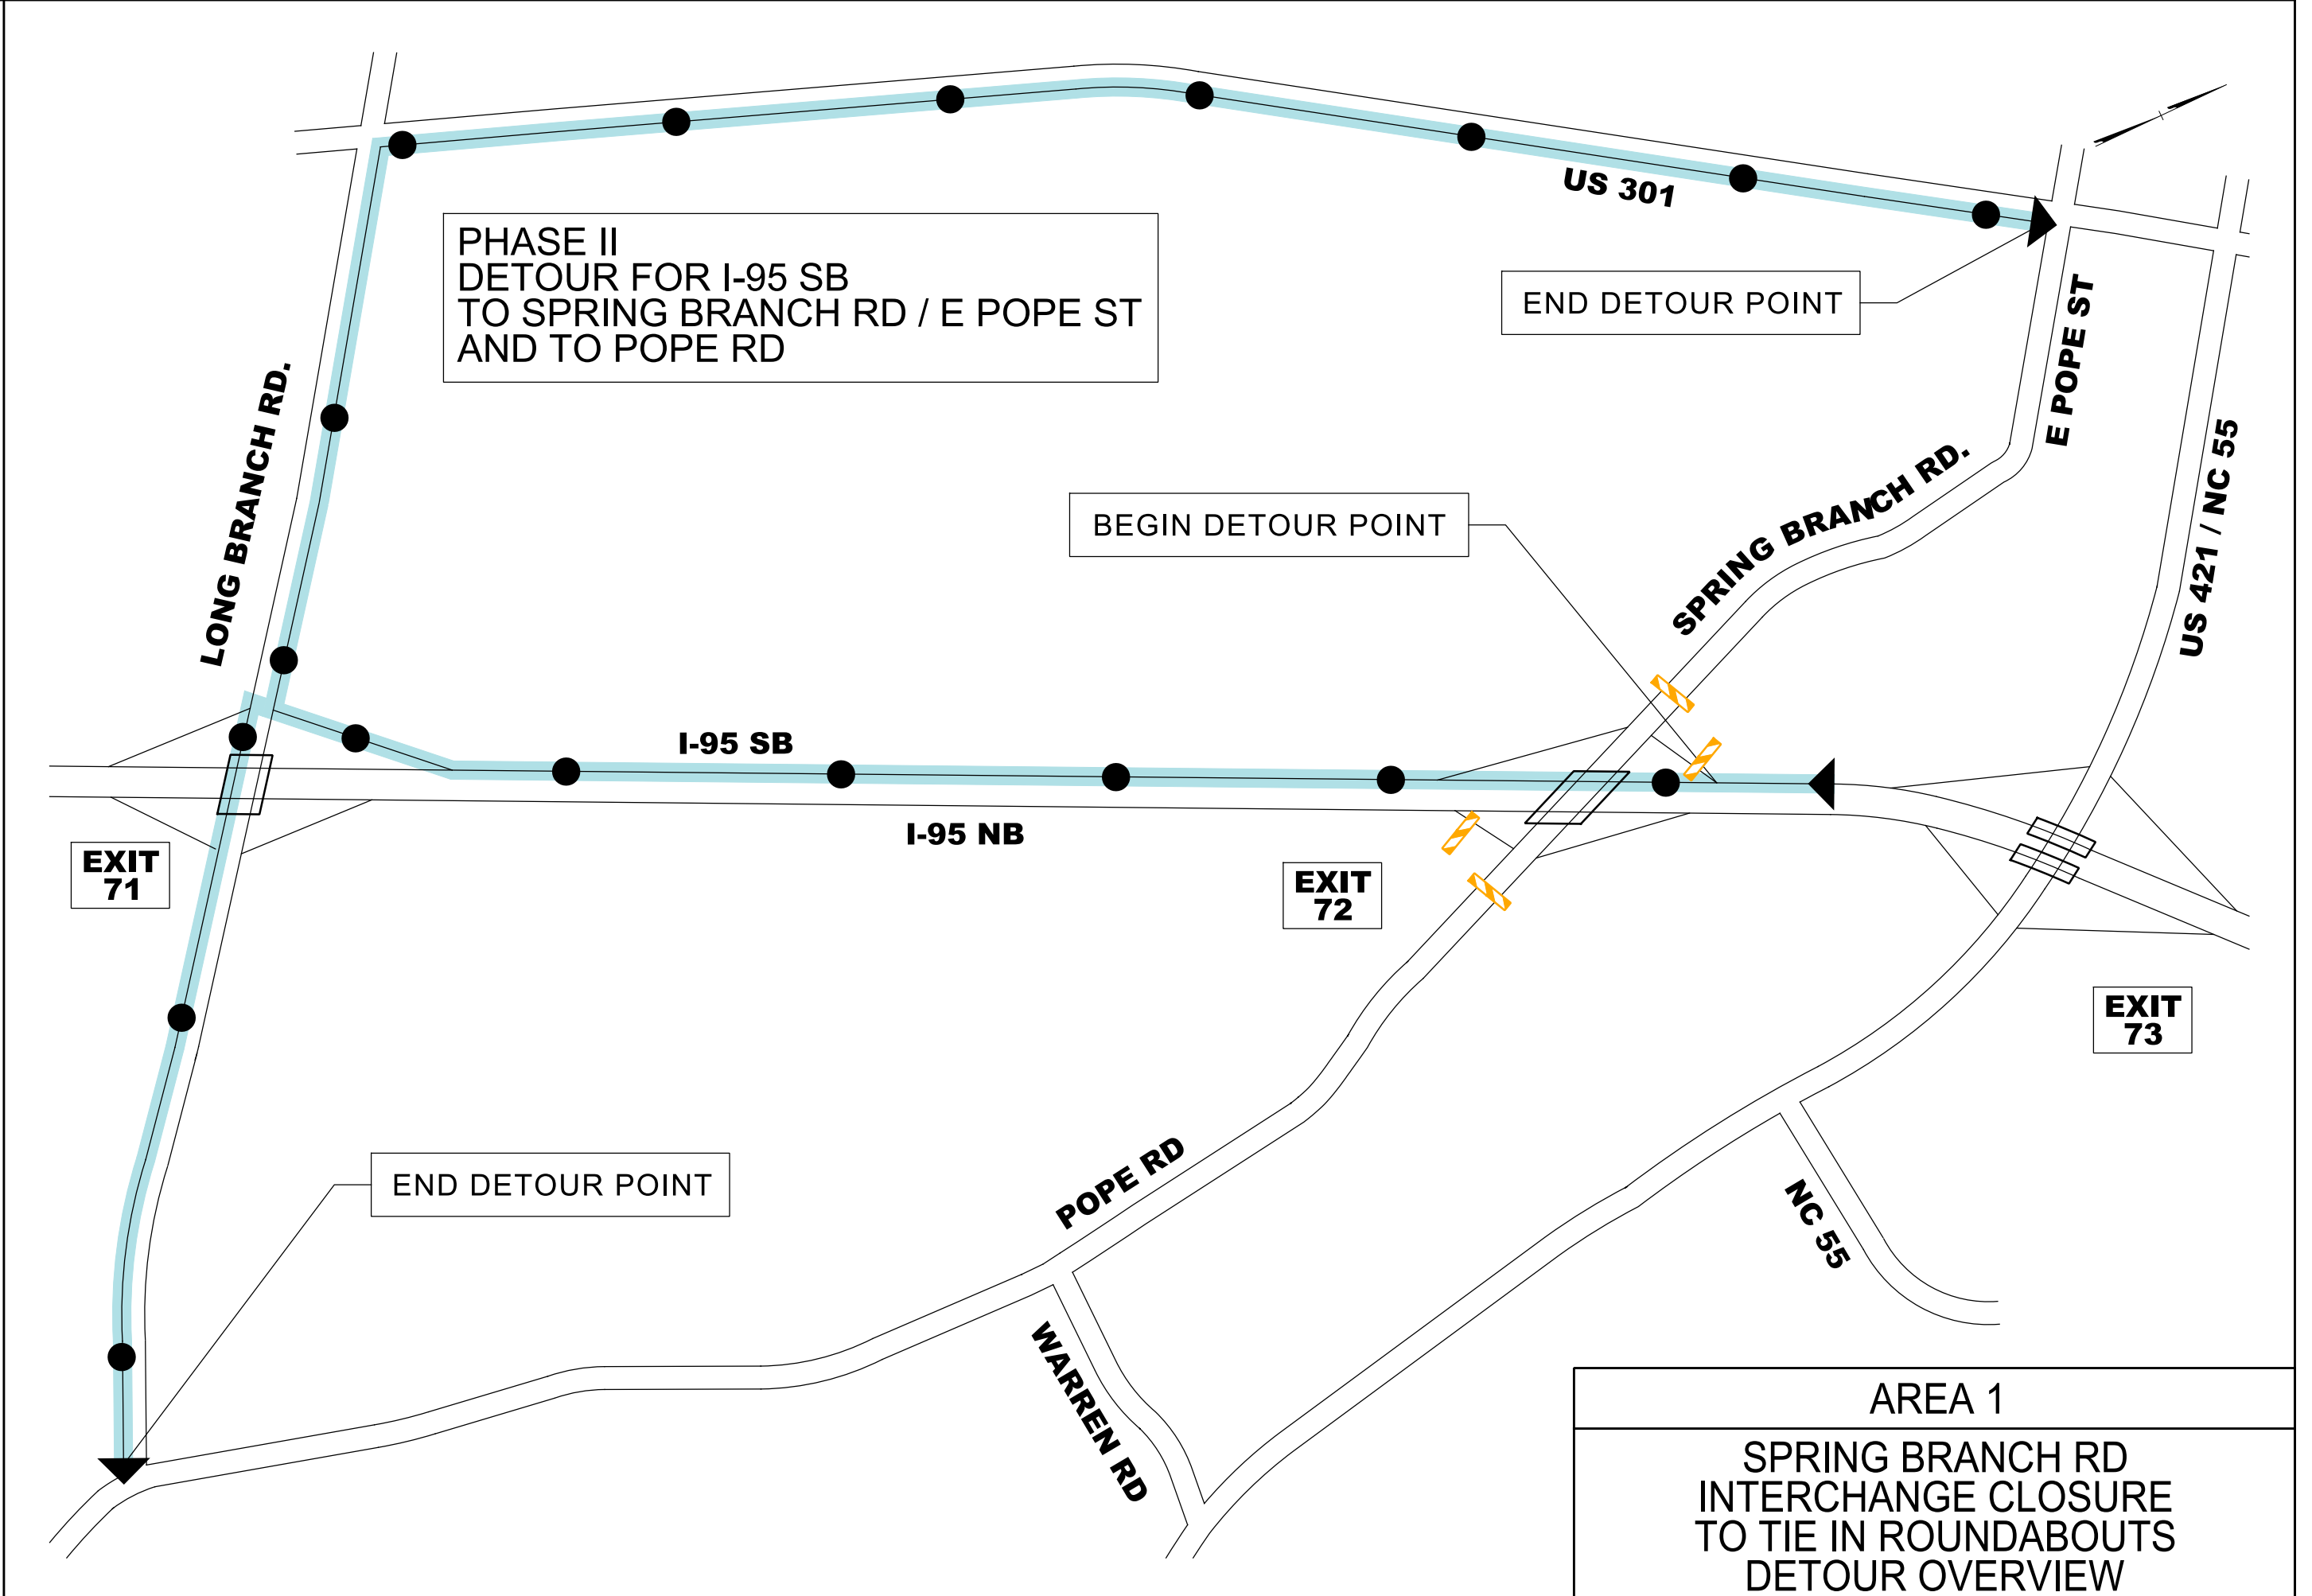 US 301
PHASE II
DETOUR FOR I-95 SB
TO SPRING BRANCH RD / E POPE ST
AND TO POPE RD
END DETOUR POINT
E POPE ST
LONG BRANCH RD.
US 421 / NC 55
SPRING BRANCH RD.
BEGIN DETOUR POINT
I-95 SB
I-95 NB
EXIT
71
EXIT
72
EXIT
73
END DETOUR POINT
POPE RD
NC 55
WARREN RD
AREA 1
SPRING BRANCH RD
INTERCHANGE CLOSURE
TO TIE IN ROUNDABOUTS
DETOUR OVERVIEW